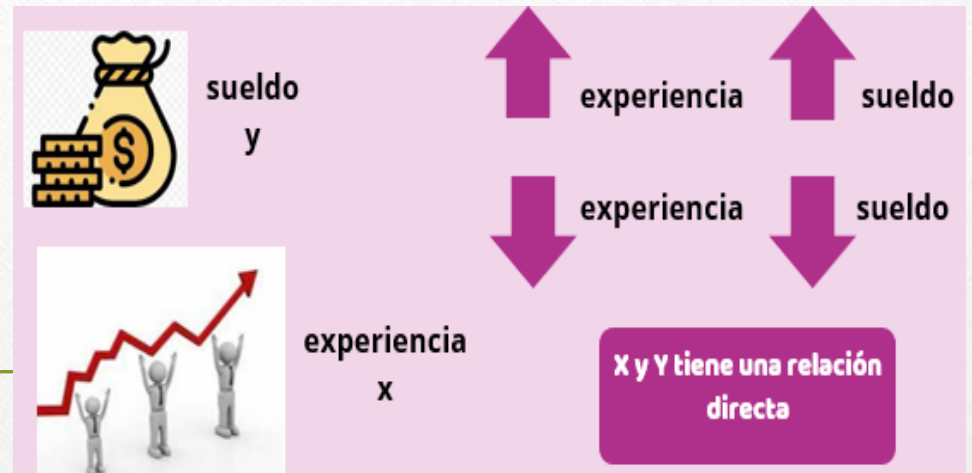 sueldo
y
experiencia
sueldo
experiencia
sueldo
experiencia
x
X y Y tiene una relación
directa